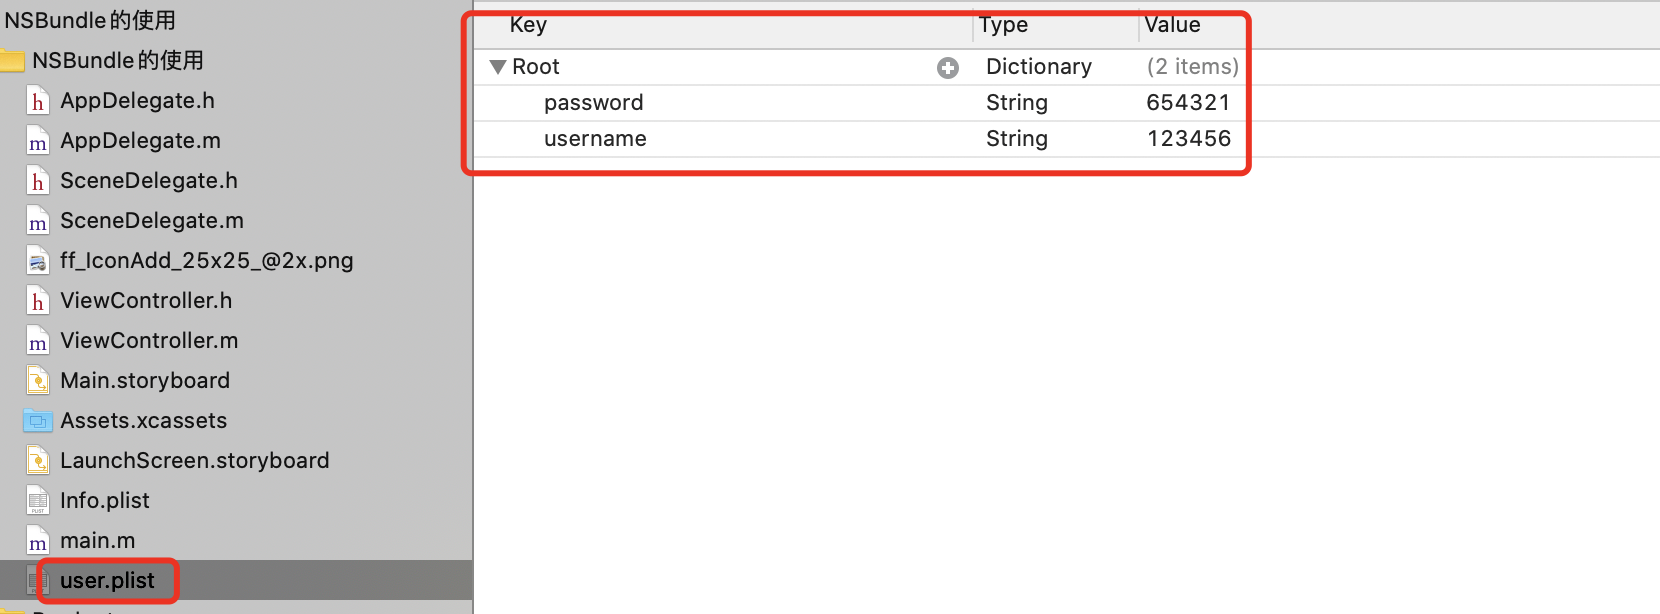 NSBundle的使用
NSBundle的使用
AppDelegate.h
AppDelegate.m
SceneDelegate.h
SceneDelegate.m
ff_IconAdd_25x25_@2x.png
ViewController.h
ViewController.m
Main.storyboard
Assets.xcassets
LaunchScreen.storyboard
Info.plist
main.m
user.plist
Key Type Value
Root Dictionary (2 items)
password String 654321
username String 123456